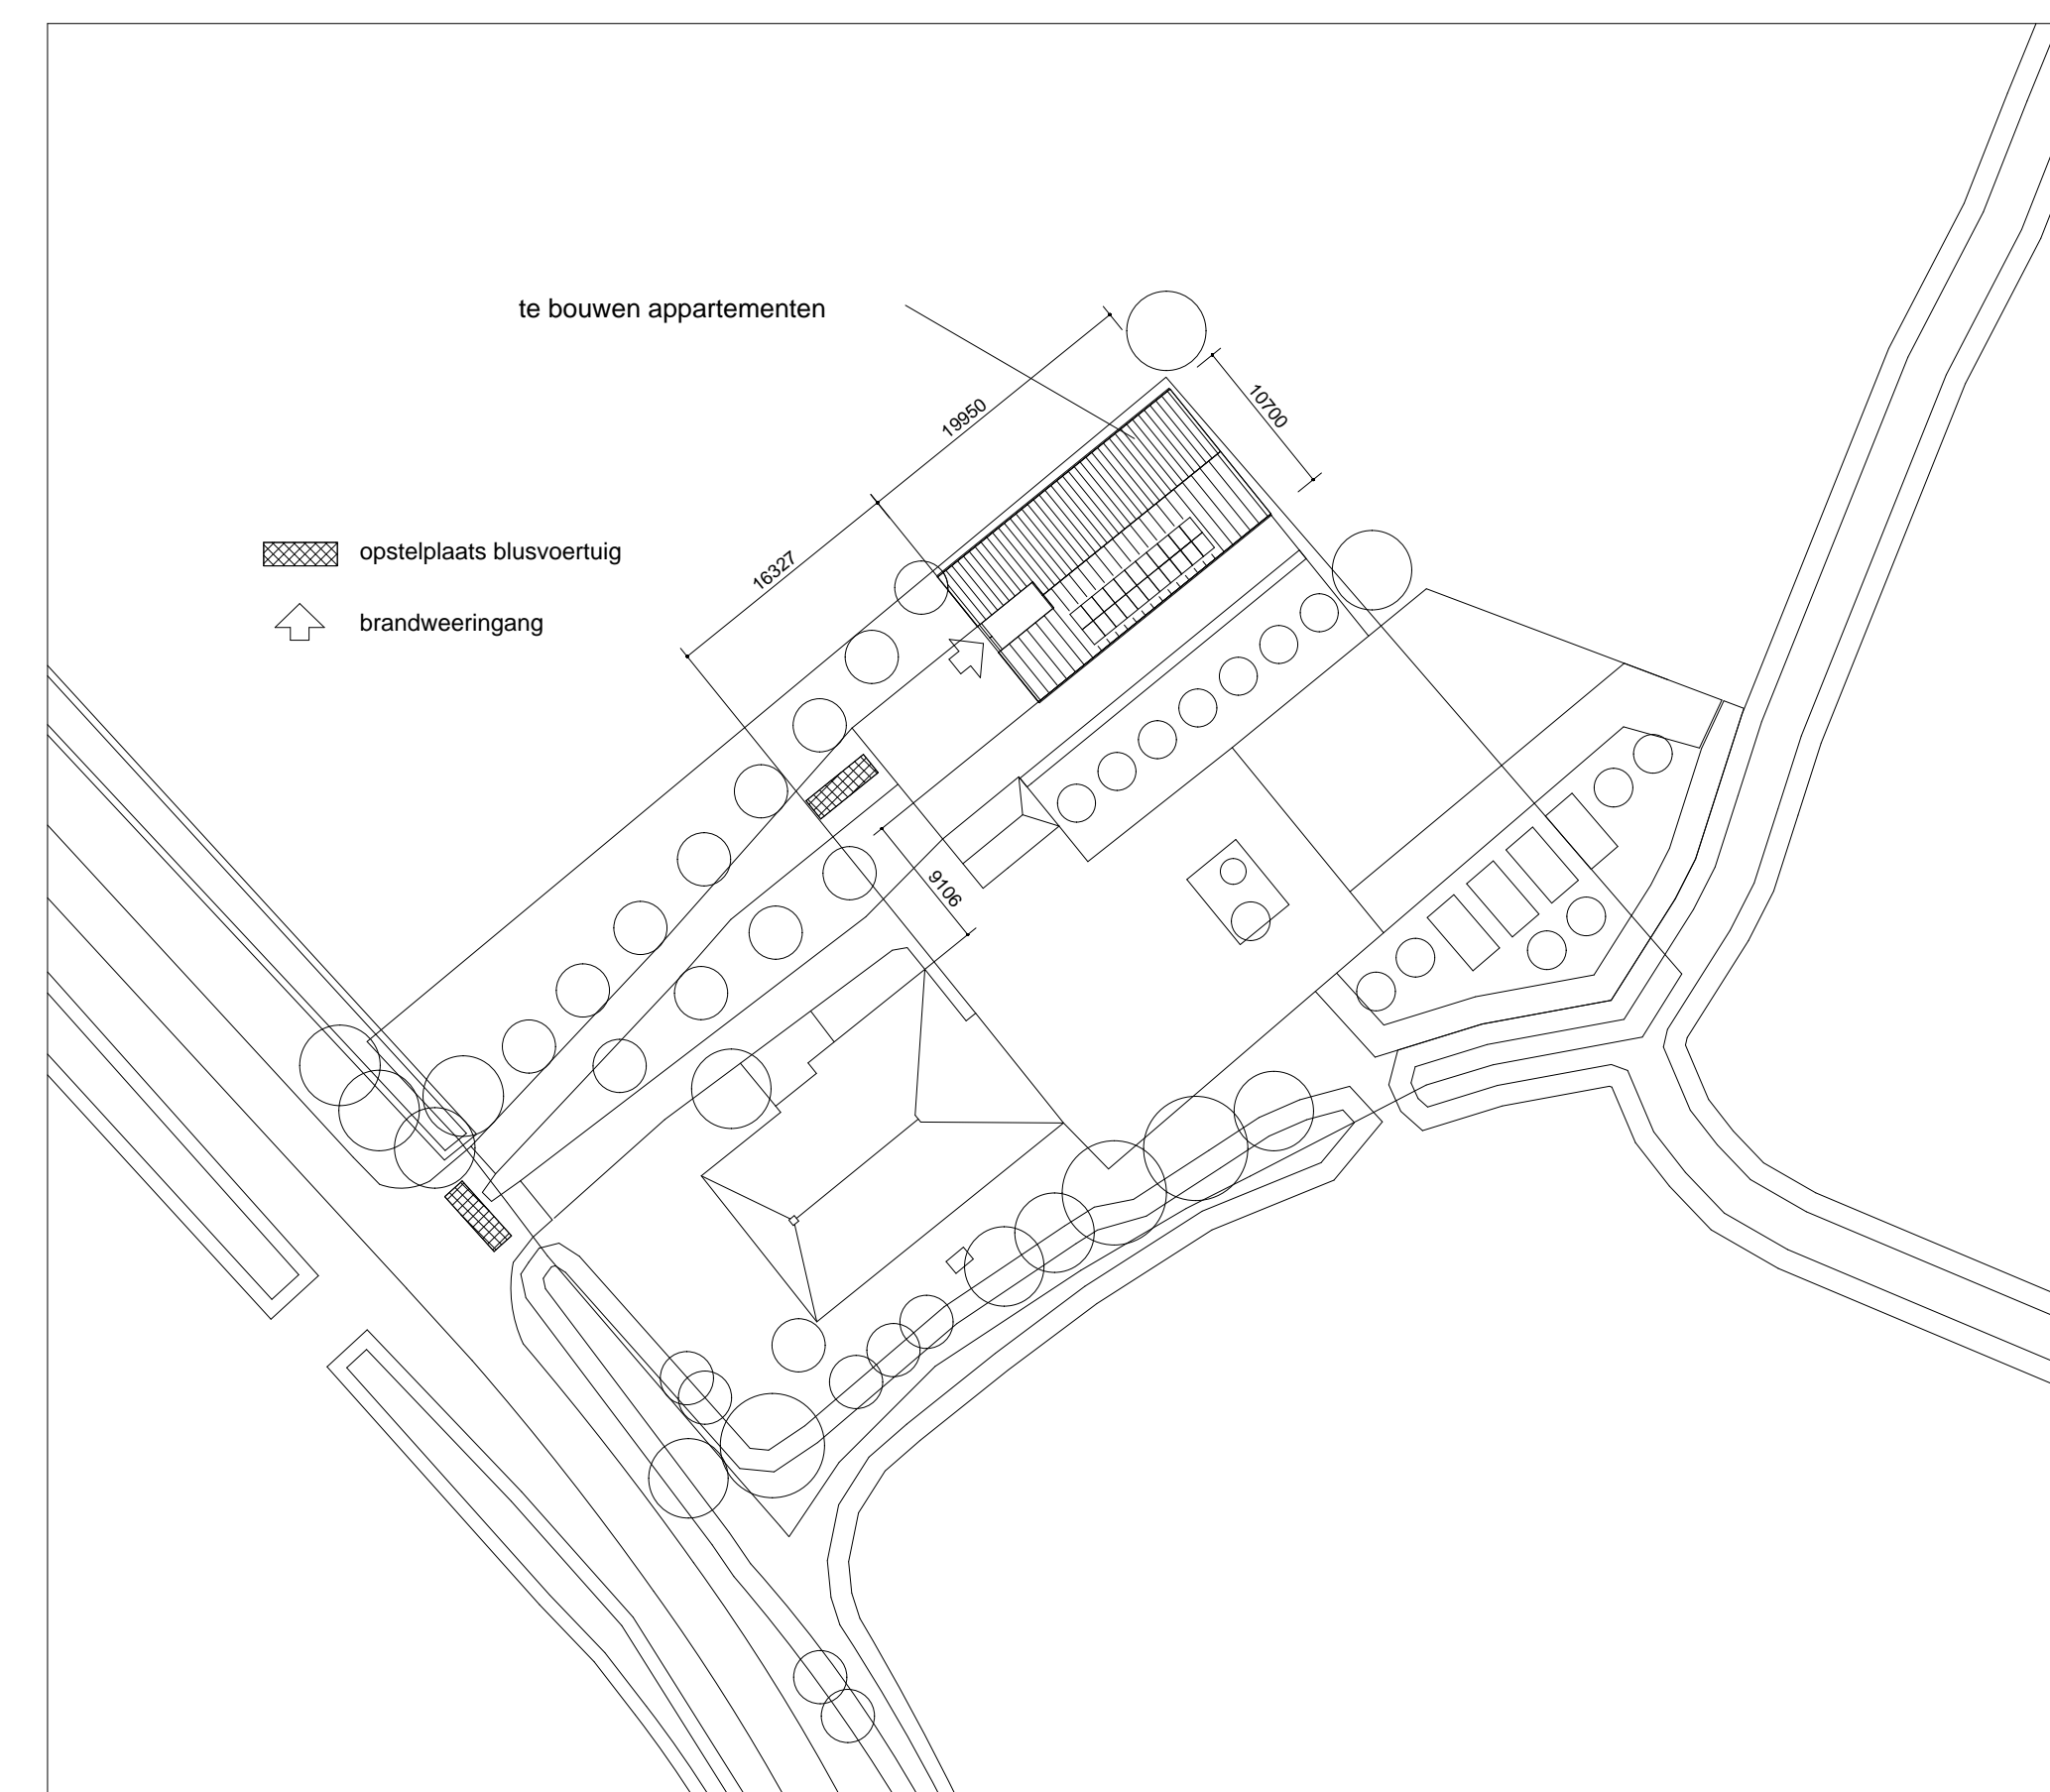 te bouwen appartementen
19950
10700
16327
opstelplaats blusvoertuig
brandweeringang
9106